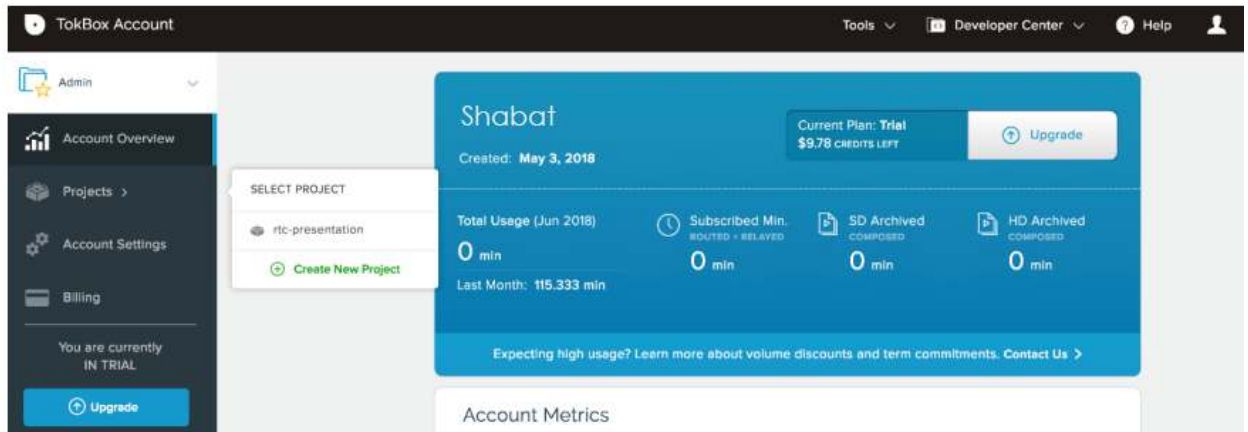 TokBox Account
Tools
Developer Center
Help
Admin
Account Overview
Projects >
Account Settings
Billing
You are currently
IN TRIAL
Upgrade
SELECT PROJECT
rtc-presentation
Create New Project
Shabat
Created: May 3, 2018
Current Plan: Trial
$9.78 CREDITS LEFT
Upgrade
Total Usage (Jun 2018)
0 min
Last Month: 115.333 min
Subscribed Min.
ROUTED + RELAYED
0 min
SD Archived
COMPOSED
0 min
HD Archived
COMPOSED
0 min
Expecting high usage? Learn more about volume discounts and term commitments. Contact Us >
Account Metrics